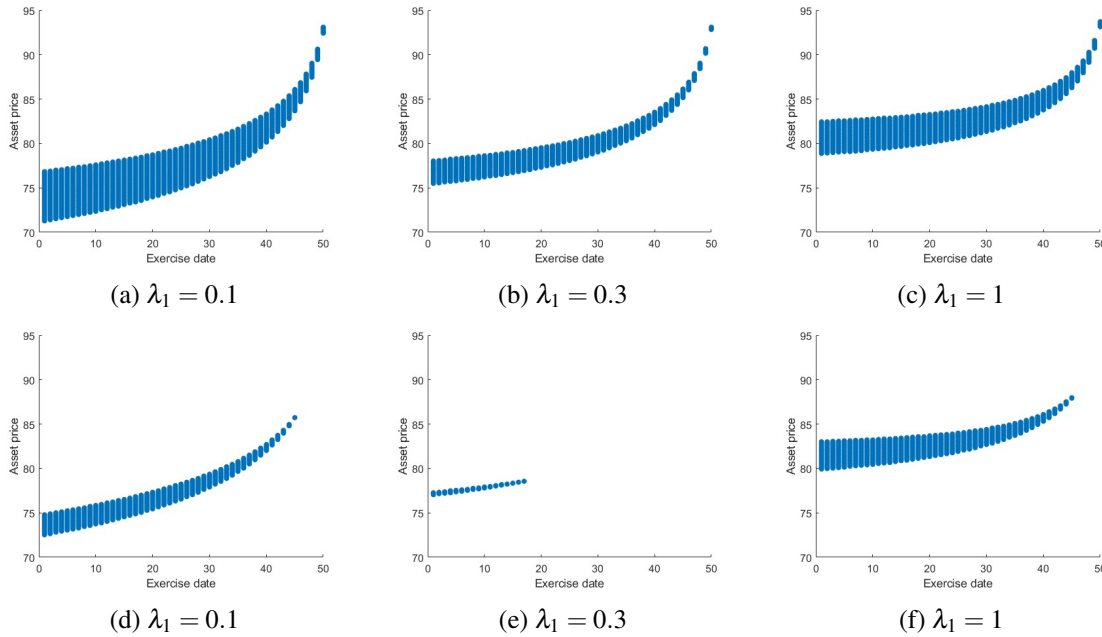 95
90
85
80
75
70
Asset price
0 10 20 30 40 50
Exercise date
(a) λ₁ = 0.1
95
90
85
80
75
70
Asset price
0 10 20 30 40 50
Exercise date
(b) λ₁ = 0.3
95
90
85
80
75
70
Asset price
0 10 20 30 40 50
Exercise date
(c) λ₁ = 1
95
90
85
80
75
70
Asset price
0 10 20 30 40 50
Exercise date
(d) λ₁ = 0.1
95
90
85
80
75
70
Asset price
0 10 20 30 40 50
Exercise date
(e) λ₁ = 0.3
95
90
85
80
75
70
Asset price
0 10 20 30 40 50
Exercise date
(f) λ₁ = 1